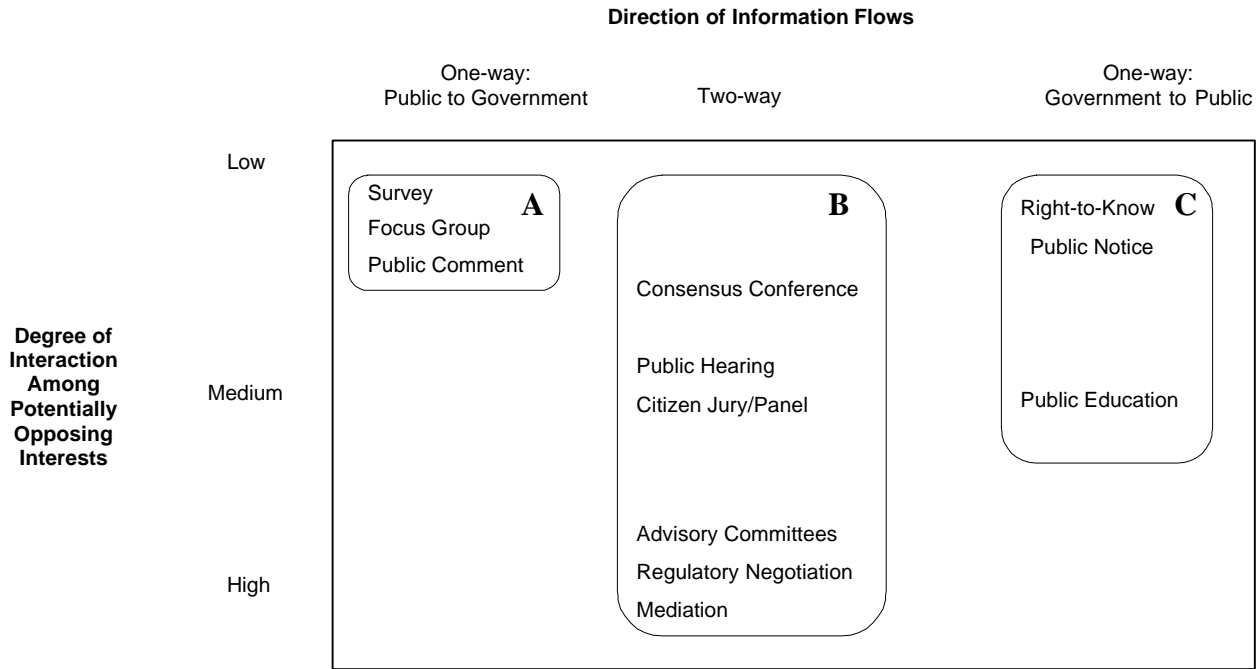 Direction of Information Flows
One-way:
Public to Government
Two-way
One-way:
Government to Public
Low
Survey
A
Focus Group
Public Comment
B
Consensus Conference
Public Hearing
Citizen Jury/Panel
Advisory Committees
Regulatory Negotiation
Mediation
Right-to-Know
C
Public Notice
Public Education
Degree of
Interaction
Among
Potentially
Opposing
Interests
Medium
High